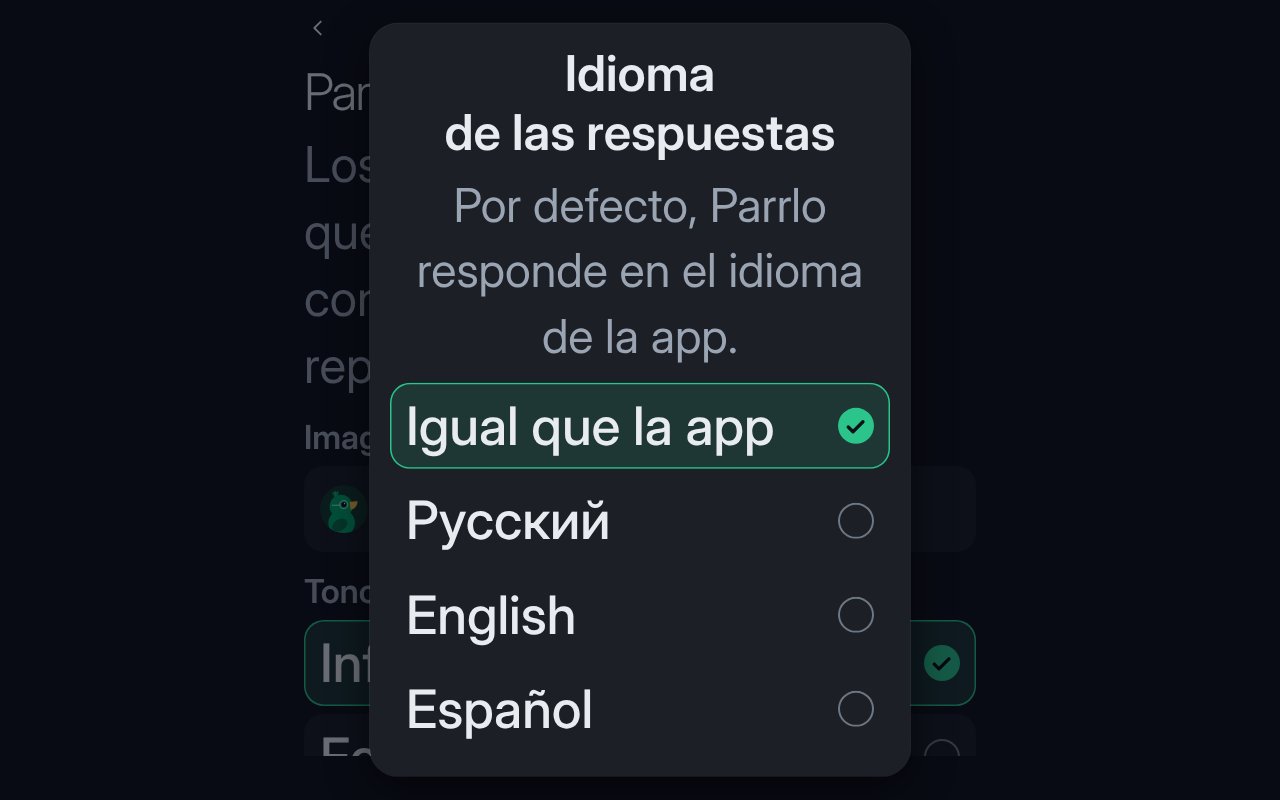 Idioma
de las respuestas
Por defecto, Parrlo
responde en el idioma
de la app.
Igual que la app
Русский
English
Español